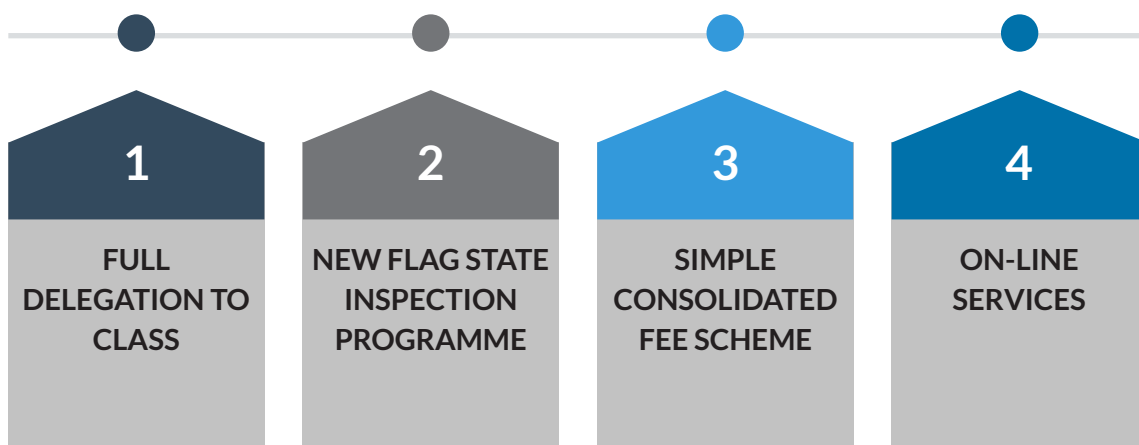 1
FULL
DELEGATION TO
CLASS
2
NEW FLAG STATE
INSPECTION
PROGRAMME
3
SIMPLE
CONSOLIDATED
FEE SCHEME
4
ON-LINE
SERVICES